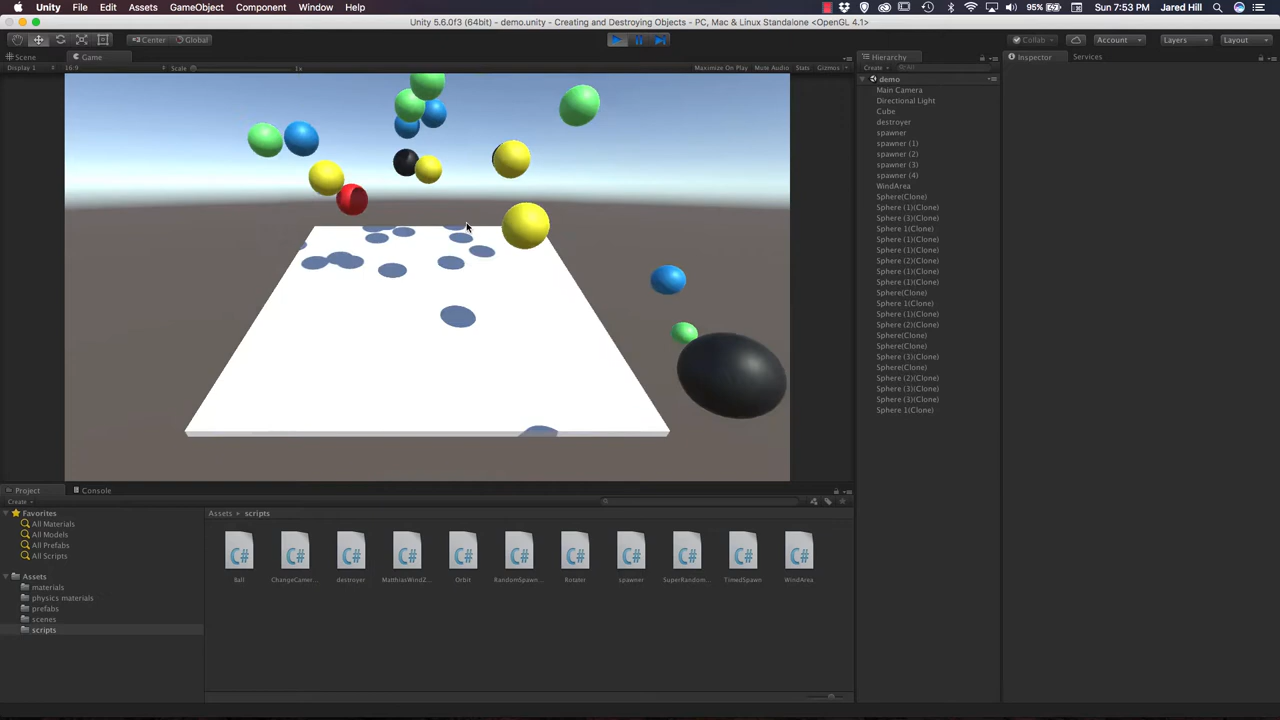 Unity File Edit Assets GameObject Component Window Help 95% Sun 7:53 PM Jared Hill
Unity 5.6.0f3 (64bit) - demo.unity - Creating and Destroying Objects - PC, Mac & Linux Standalone <OpenGL 4.1>
Center Global Collab Account Layers Layout
Scene Game
Display 1 16:9 Scale 1x Maximize On Play Mute Audio Stats Gizmos
Hierarchy
Create All
demo
Main Camera
Directional Light
Cube
destroyer
spawner
spawner (1)
spawner (2)
spawner (3)
spawner (4)
WindArea
Sphere(Clone)
Sphere (1)(Clone)
Sphere (3)(Clone)
Sphere 1(Clone)
Sphere (1)(Clone)
Sphere (1)(Clone)
Sphere (2)(Clone)
Sphere (1)(Clone)
Sphere (1)(Clone)
Sphere(Clone)
Sphere 1(Clone)
Sphere (1)(Clone)
Sphere (2)(Clone)
Sphere(Clone)
Sphere(Clone)
Sphere (3)(Clone)
Sphere(Clone)
Sphere (2)(Clone)
Sphere (3)(Clone)
Sphere (3)(Clone)
Sphere 1(Clone)
Inspector Services
Project Console
Create
Favorites
All Materials
All Models
All Prefabs
All Scripts
Assets
materials
physics materials
prefabs
scenes
scripts
Assets scripts
Ball ChangeCamer... destroyer MatthiasWindZ... Orbit RandomSpawn... Rotater spawner SuperRandom... TimedSpawn WindArea
C# C# C# C# C# C# C# C# C# C# C#